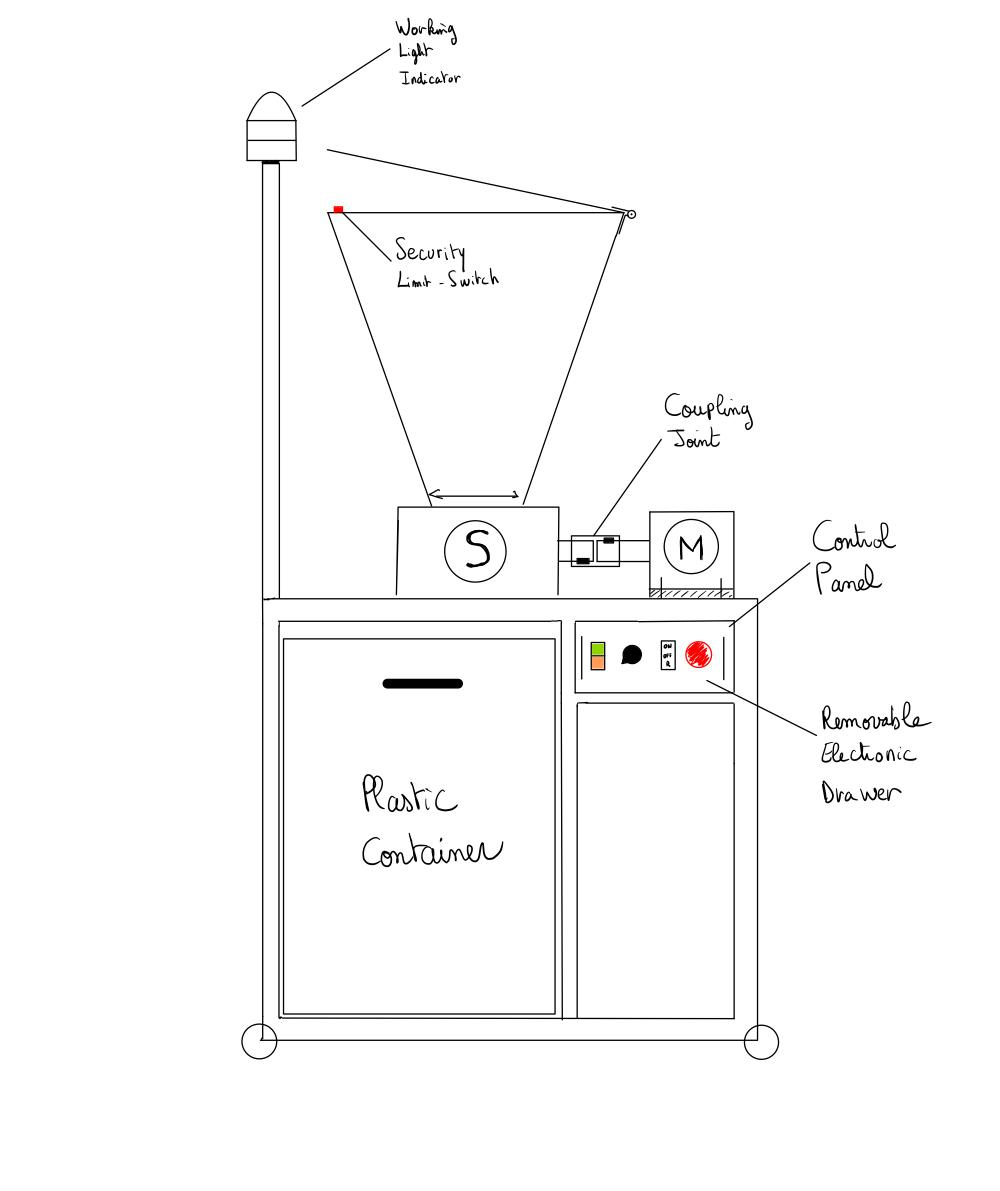 Working
Light
Indicator
Security
Limit - Switch
Coupling
Joint
S
M
Control
Panel
ON
OFF
R
Removable
Electronic
Drawer
Plastic
Container